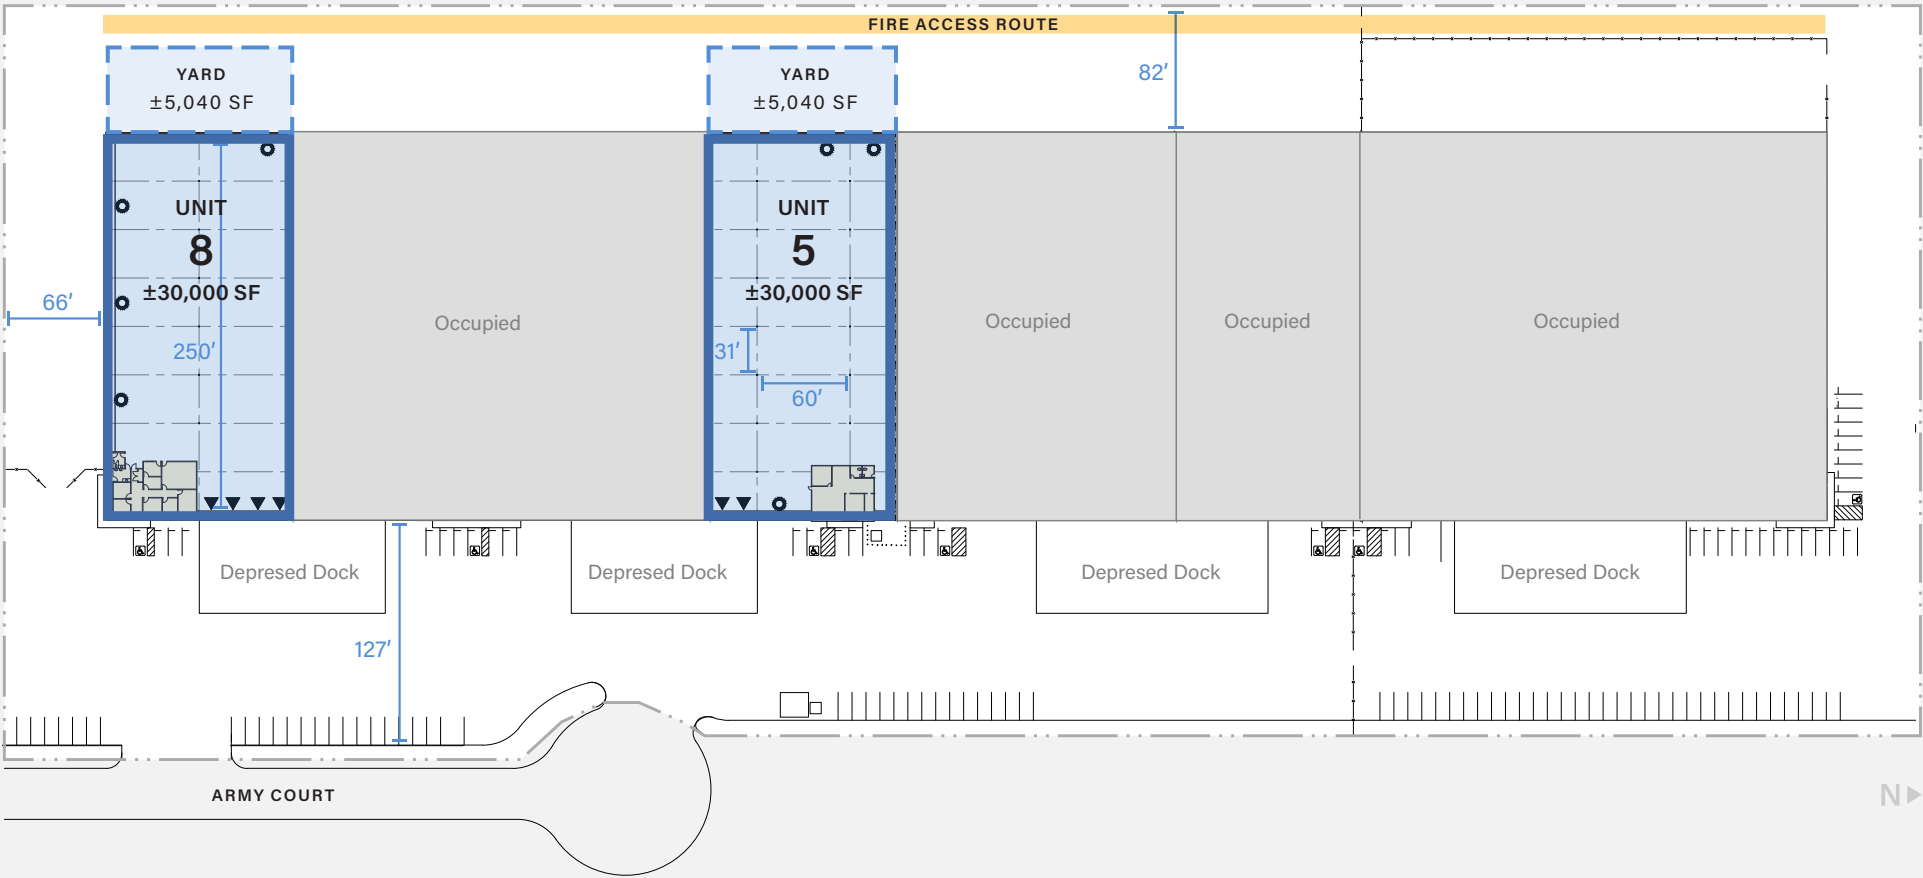 FIRE ACCESS ROUTE
YARD
±5,040 SF
YARD
±5,040 SF
82′
UNIT
8
±30,000 SF
UNIT
5
±30,000 SF
66′
250′
Occupied
31′
60′
Occupied
Occupied
Occupied
Depresed Dock
Depresed Dock
Depresed Dock
Depresed Dock
127′
ARMY COURT
N